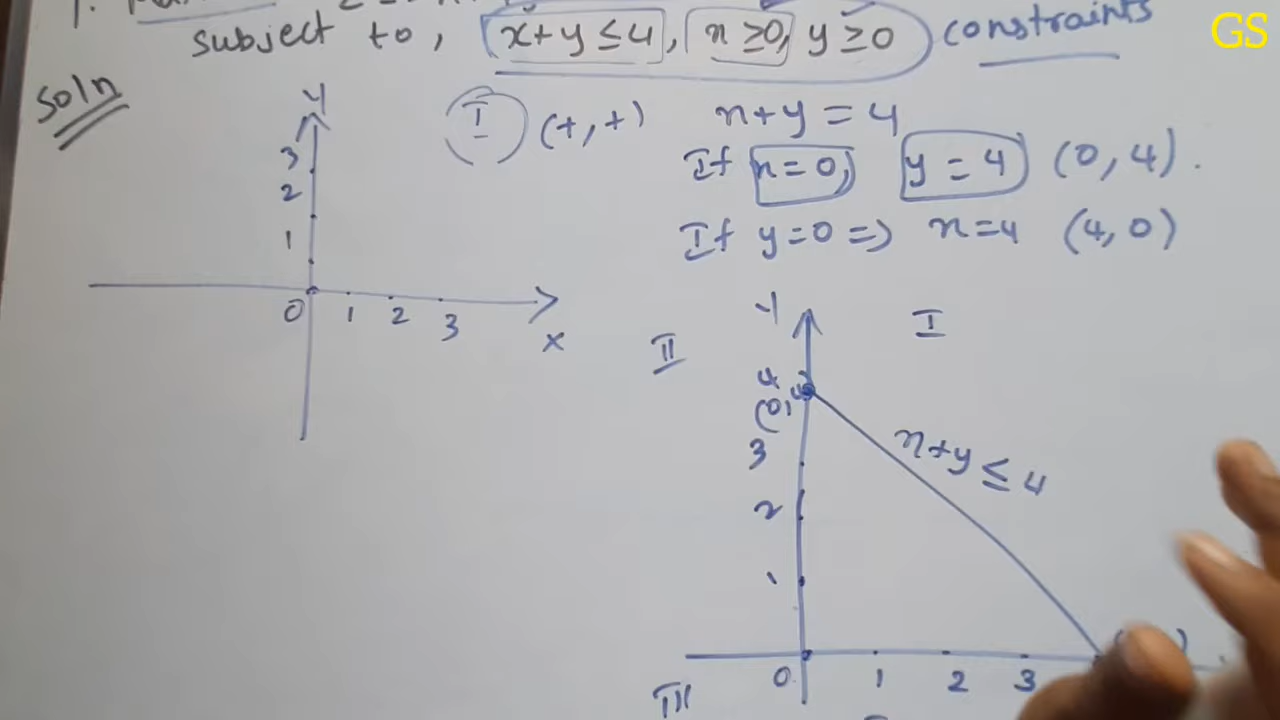 1.
subject to, x+y ≤ 4, x ≥ 0, y ≥ 0 constraints
GS
Soln
Y
3
2
1
0 1 2 3
X
I (+,+)
x+y = 4
If x=0, y = 4 (0, 4).
If y=0 => x=4 (4, 0)
Y
I
II
4
(0,4)
x+y ≤ 4
3
2
1
0 1 2 3
III